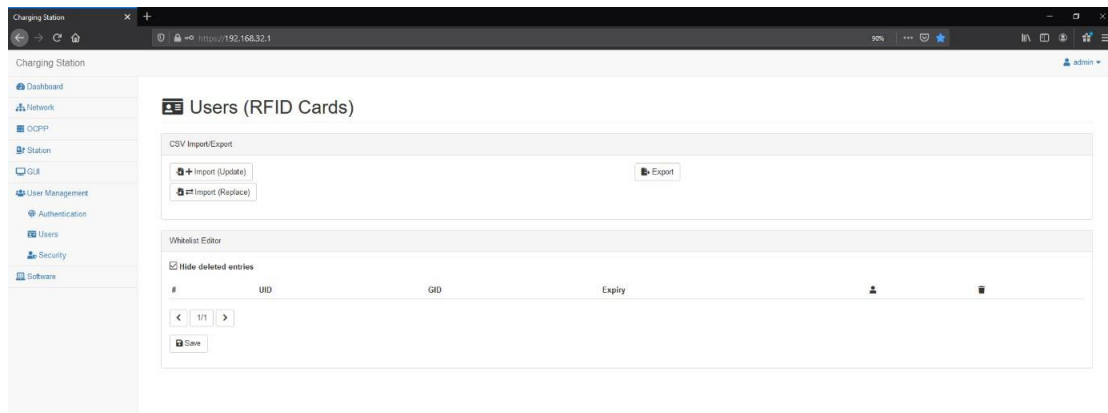 Charging Station
https://192.168.32.1
90%
Charging Station
admin
Dashboard
Network
OCPP
Station
GUI
User Management
Authentication
Users
Security
Software
Users (RFID Cards)
CSV Import/Export
Import (Update)
Export
Import (Replace)
Whitelist Editor
Hide deleted entries
# UID GID Expiry
1/1
Save